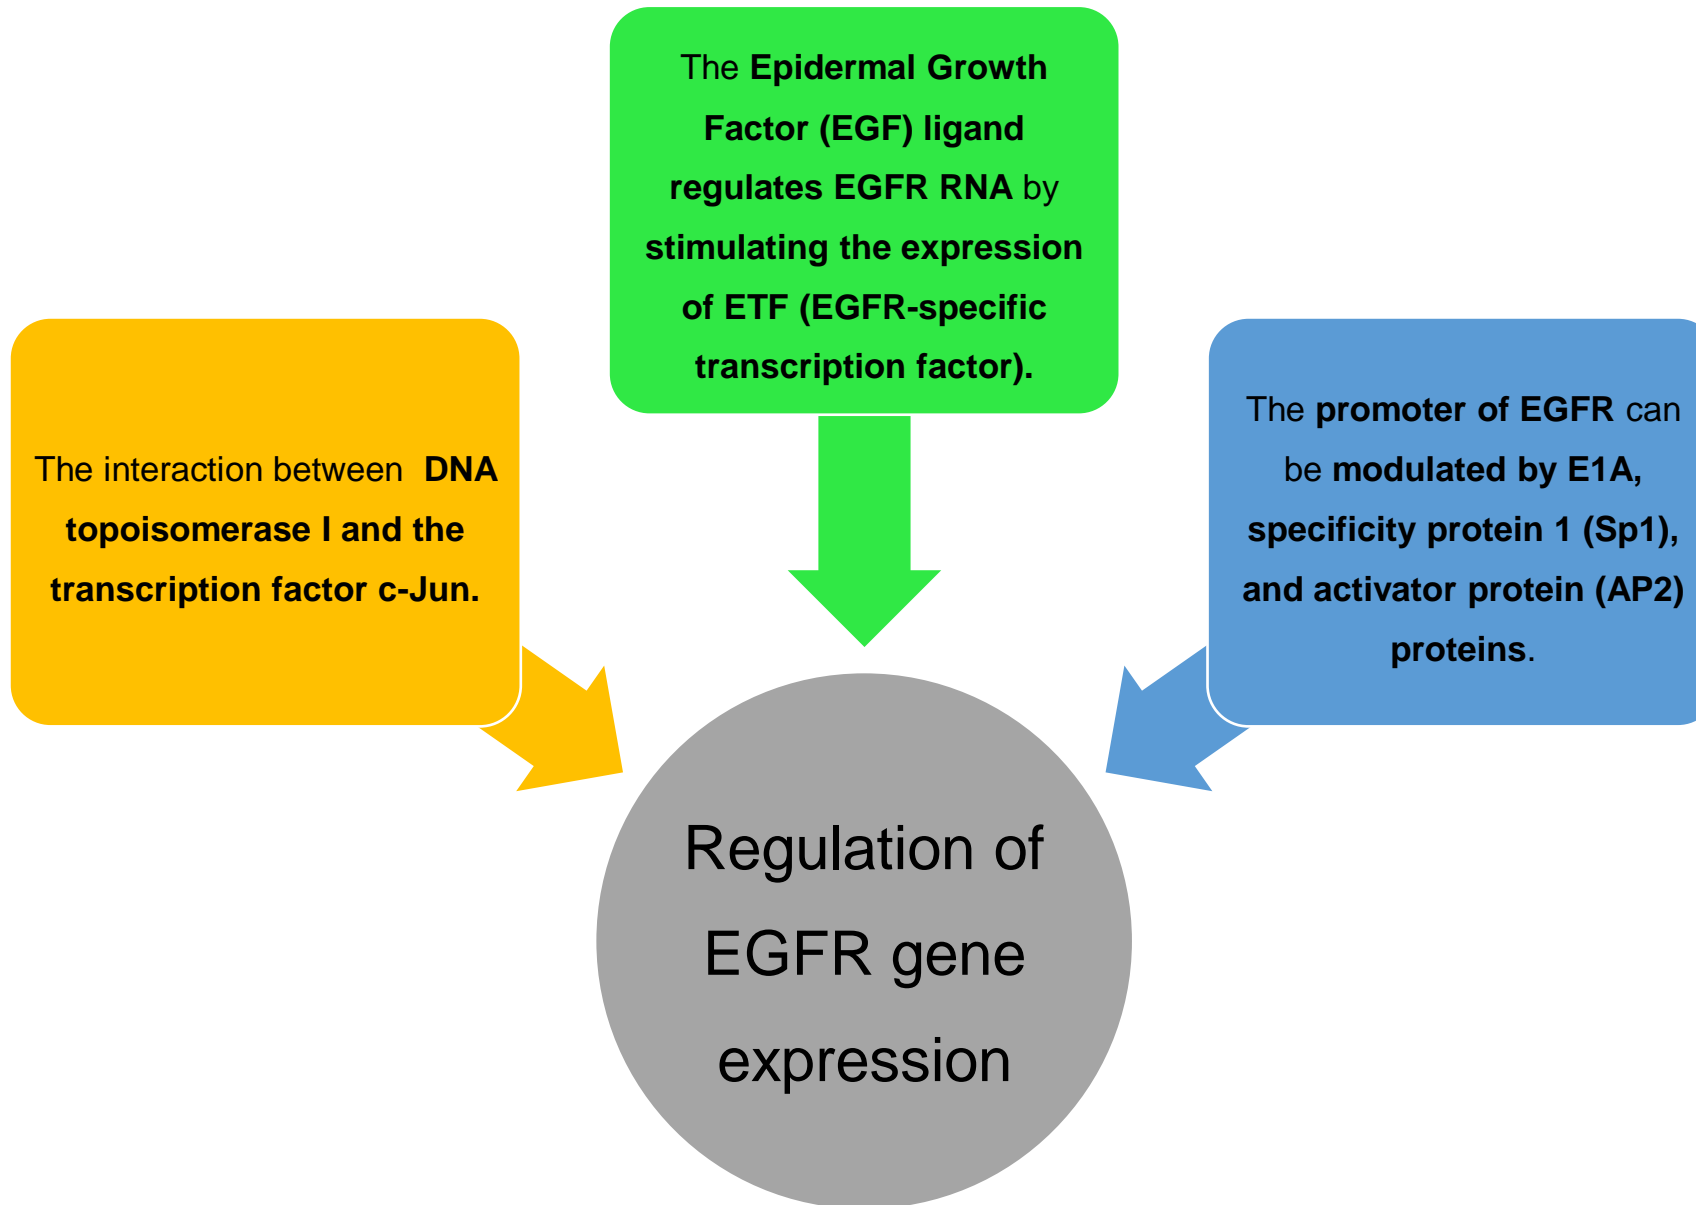 The Epidermal Growth
Factor (EGF) ligand
regulates EGFR RNA by
stimulating the expression
of ETF (EGFR-specific
transcription factor).
The interaction between DNA
topoisomerase I and the
transcription factor c-Jun.
The promoter of EGFR can
be modulated by E1A,
specificity protein 1 (Sp1),
and activator protein (AP2)
proteins.
Regulation of
EGFR gene
expression